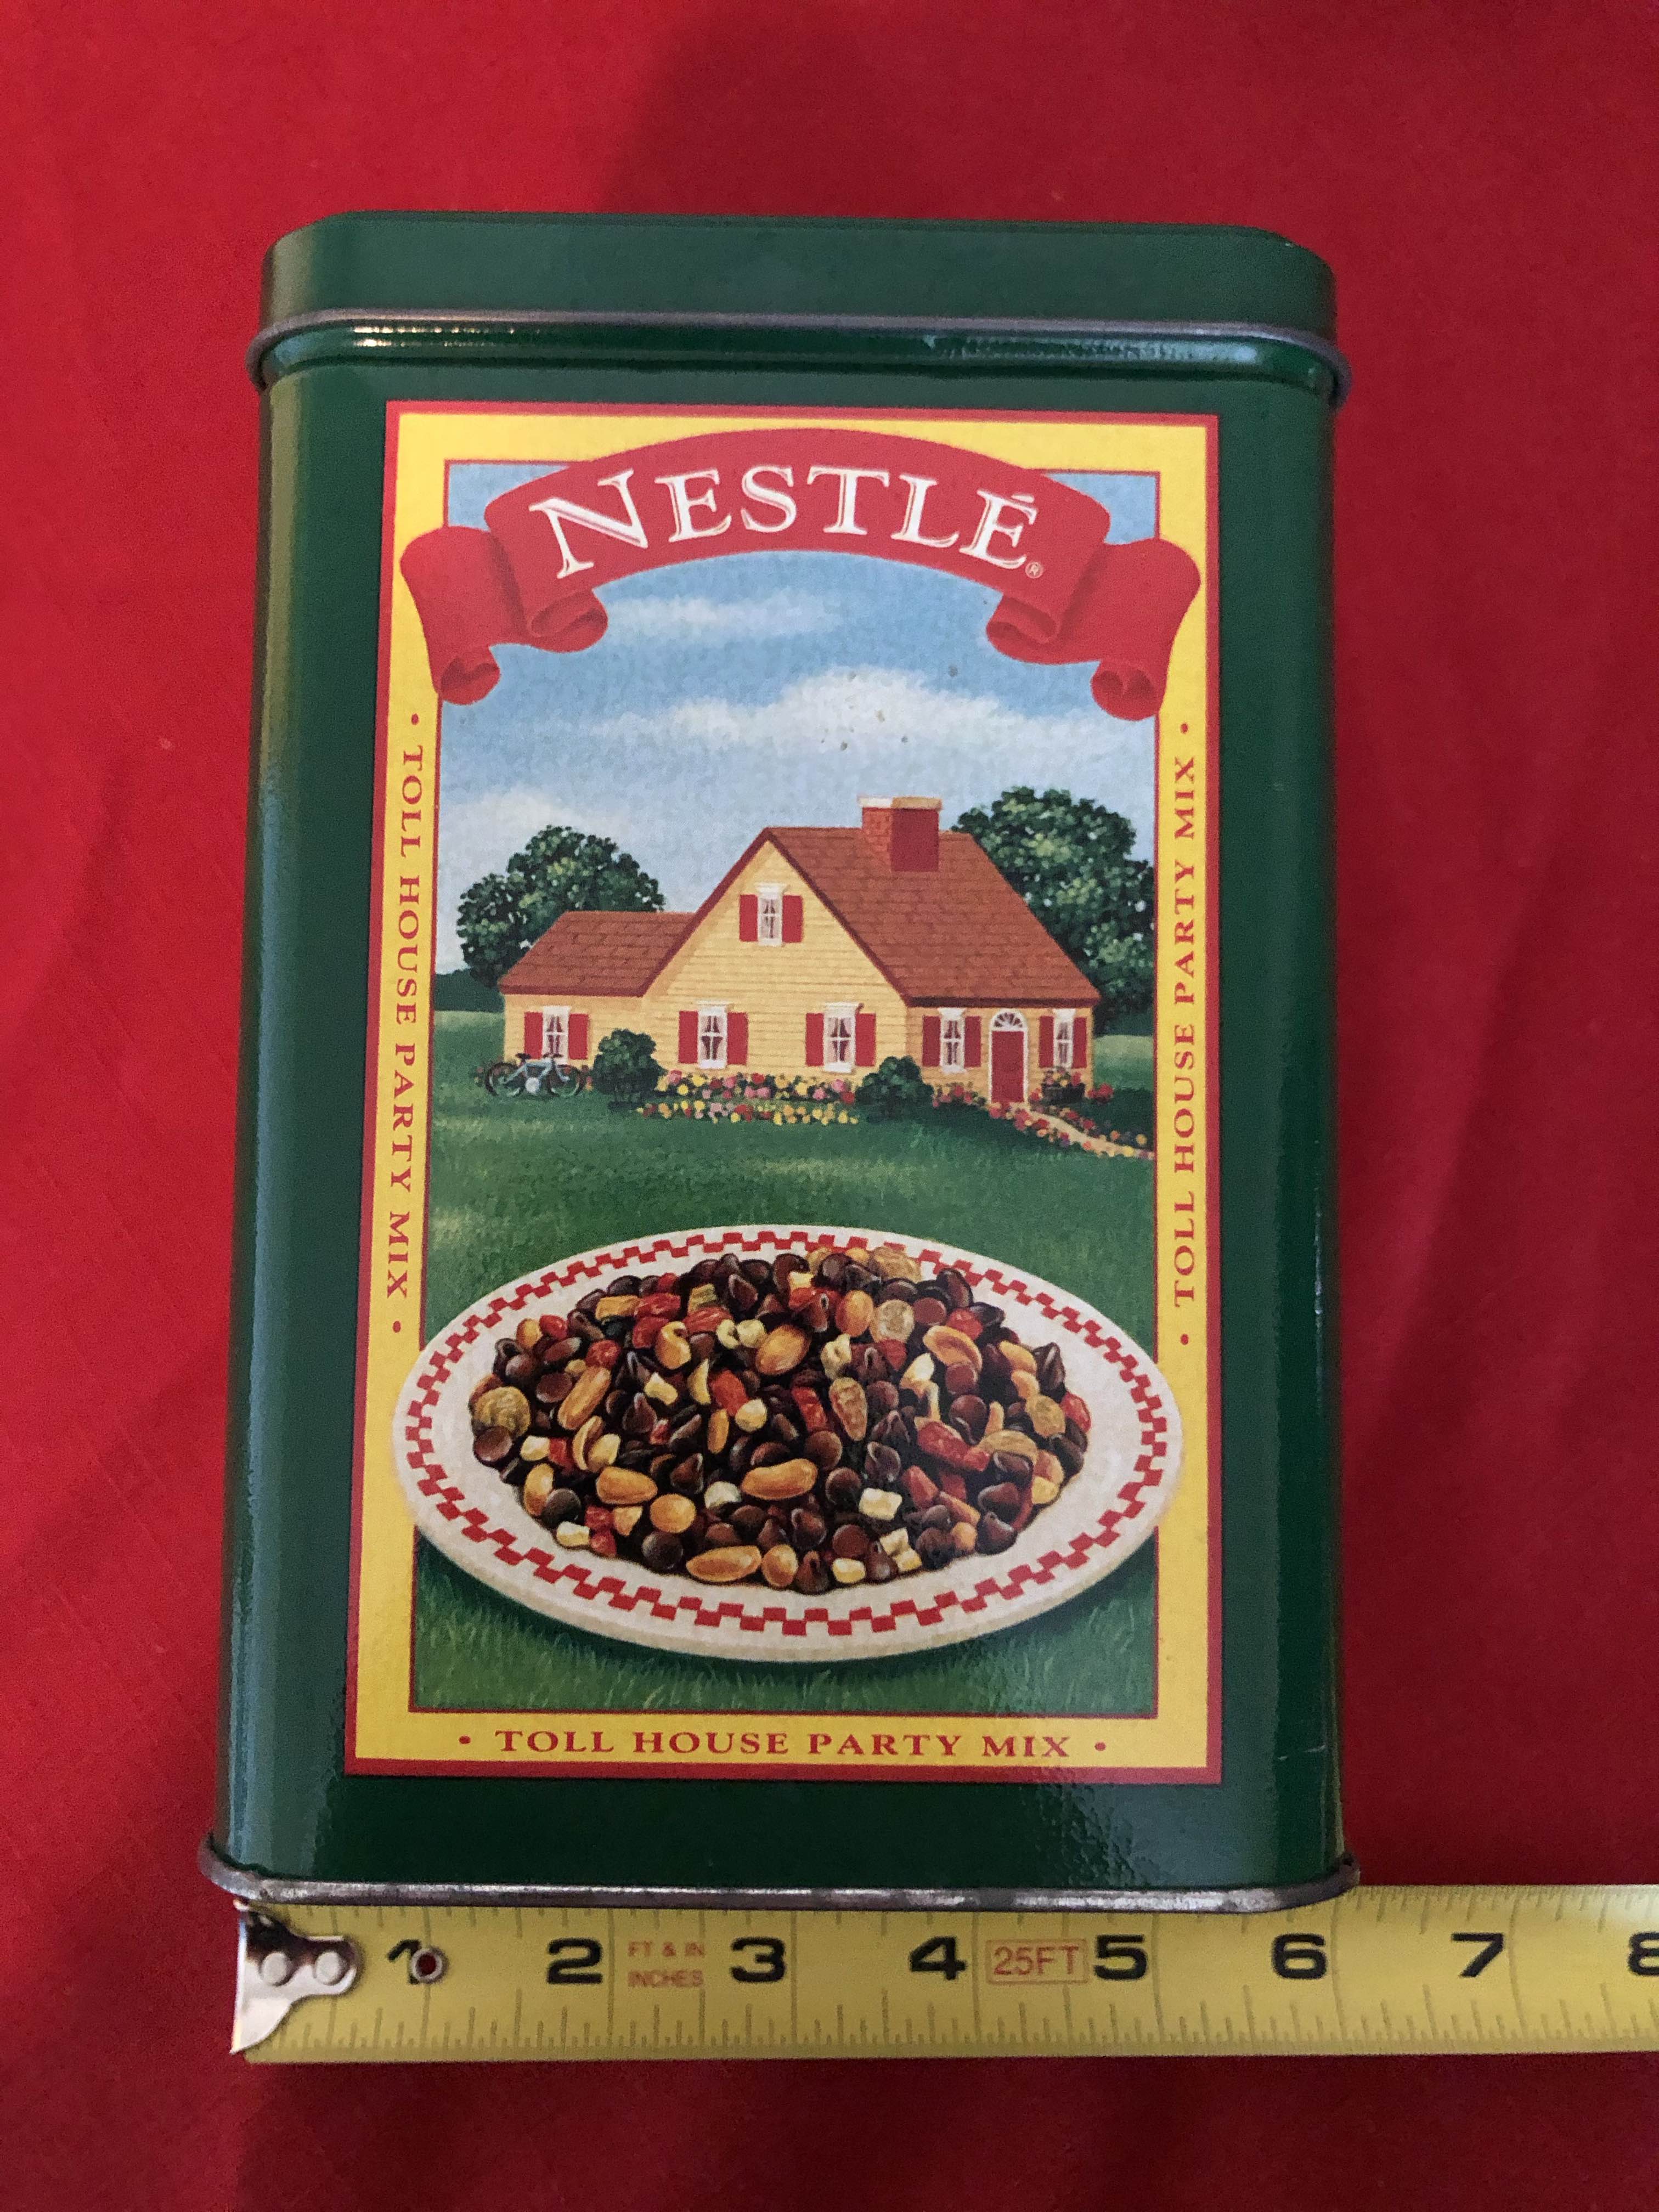 NESTLÉ®
• TOLL HOUSE PARTY MIX •
• TOLL HOUSE PARTY MIX •
• TOLL HOUSE PARTY MIX •
1 2 FT & IN INCHES 3 4 25FT 5 6 7 8